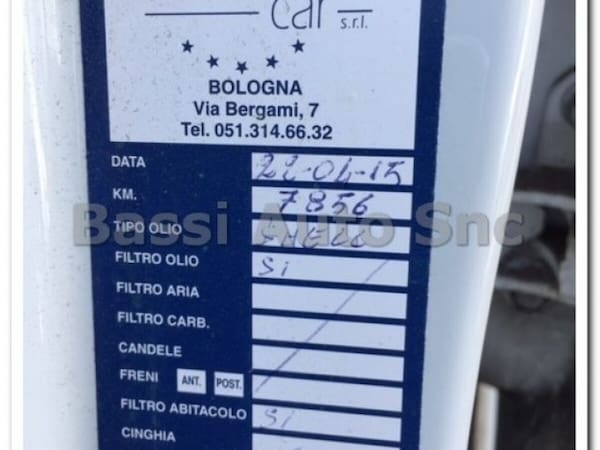 car s.r.l.
BOLOGNA
Via Bergami, 7
Tel. 051.314.66.32
DATA 22-04-15
KM. 7856
TIPO OLIO SHELL
Bassi Auto Snc
FILTRO OLIO si
FILTRO ARIA
FILTRO CARB.
CANDELE
FRENI ANT. POST.
FILTRO ABITACOLO si
CINGHIA